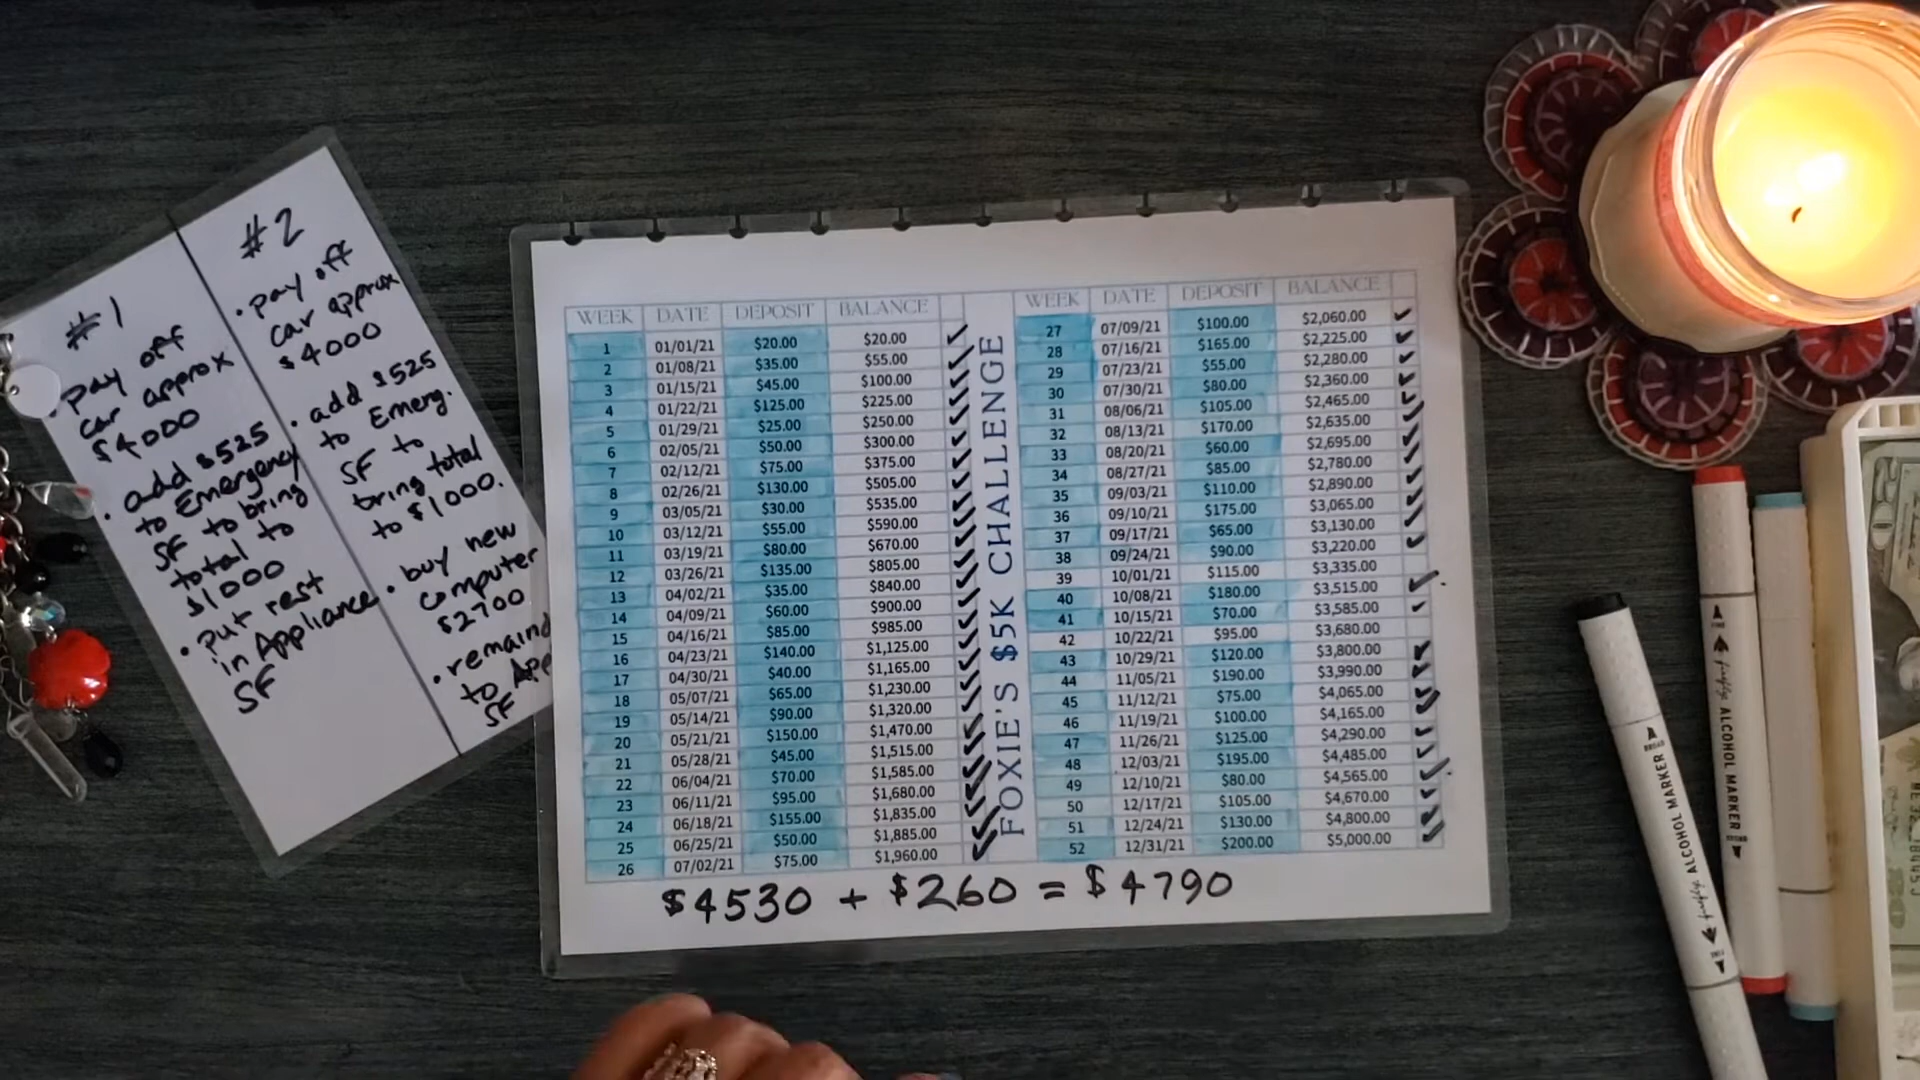 #1
pay off
car approx
$4000
• add $525
to Emergency
SF to bring
total to
$1000
• put rest
in Appliance
SF
#2
• pay off
car approx
$4000
• add $525
to Emerg.
SF to
bring total
to $1000.
• buy new
computer
$2700
• remaind
to App
SF
WEEK DATE DEPOSIT BALANCE
1 01/01/21 $20.00 $20.00
2 01/08/21 $35.00 $55.00
3 01/15/21 $45.00 $100.00
4 01/22/21 $125.00 $225.00
5 01/29/21 $25.00 $250.00
6 02/05/21 $50.00 $300.00
7 02/12/21 $75.00 $375.00
8 02/26/21 $130.00 $505.00
9 03/05/21 $30.00 $535.00
10 03/12/21 $55.00 $590.00
11 03/19/21 $80.00 $670.00
12 03/26/21 $135.00 $805.00
13 04/02/21 $35.00 $840.00
14 04/09/21 $60.00 $900.00
15 04/16/21 $85.00 $985.00
16 04/23/21 $140.00 $1,125.00
17 04/30/21 $40.00 $1,165.00
18 05/07/21 $65.00 $1,230.00
19 05/14/21 $90.00 $1,320.00
20 05/21/21 $150.00 $1,470.00
21 05/28/21 $45.00 $1,515.00
22 06/04/21 $70.00 $1,585.00
23 06/11/21 $95.00 $1,680.00
24 06/18/21 $155.00 $1,835.00
25 06/25/21 $50.00 $1,885.00
26 07/02/21 $75.00 $1,960.00
FOXIE'S $5K CHALLENGE
WEEK DATE DEPOSIT BALANCE
27 07/09/21 $100.00 $2,060.00
28 07/16/21 $165.00 $2,225.00
29 07/23/21 $55.00 $2,280.00
30 07/30/21 $80.00 $2,360.00
31 08/06/21 $105.00 $2,465.00
32 08/13/21 $170.00 $2,635.00
33 08/20/21 $60.00 $2,695.00
34 08/27/21 $85.00 $2,780.00
35 09/03/21 $110.00 $2,890.00
36 09/10/21 $175.00 $3,065.00
37 09/17/21 $65.00 $3,130.00
38 09/24/21 $90.00 $3,220.00
39 10/01/21 $115.00 $3,335.00
40 10/08/21 $180.00 $3,515.00
41 10/15/21 $70.00 $3,585.00
42 10/22/21 $95.00 $3,680.00
43 10/29/21 $120.00 $3,800.00
44 11/05/21 $190.00 $3,990.00
45 11/12/21 $75.00 $4,065.00
46 11/19/21 $100.00 $4,165.00
47 11/26/21 $125.00 $4,290.00
48 12/03/21 $195.00 $4,485.00
49 12/10/21 $80.00 $4,565.00
50 12/17/21 $105.00 $4,670.00
51 12/24/21 $130.00 $4,800.00
52 12/31/21 $200.00 $5,000.00
$4530 + $260 = $4790
BROAD firefly ALCOHOL MARKER FINE
FINE firefly ALCOHOL MARKER BROAD